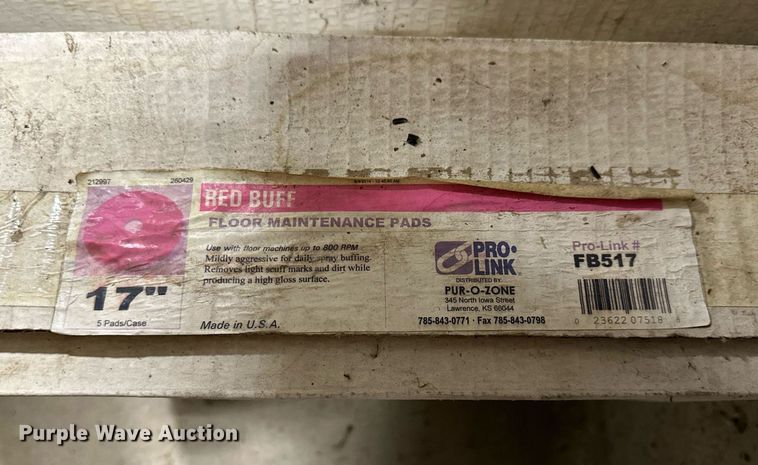 212997 260429
RED BUFF
FLOOR MAINTENANCE PADS
Use with floor machines up to 800 RPM
Mildly aggressive for daily spray buffing.
Removes light scuff marks and dirt while
producing a high gloss surface.
17"
5 Pads/Case
Made in U.S.A.
PRO•
LINK
DISTRIBUTED BY:
PUR-O-ZONE
345 North Iowa Street
Lawrence, KS 66044
785-843-0771 · Fax 785-843-0798
Pro-Link #
FB517
0 23622 07518
Purple Wave Auction